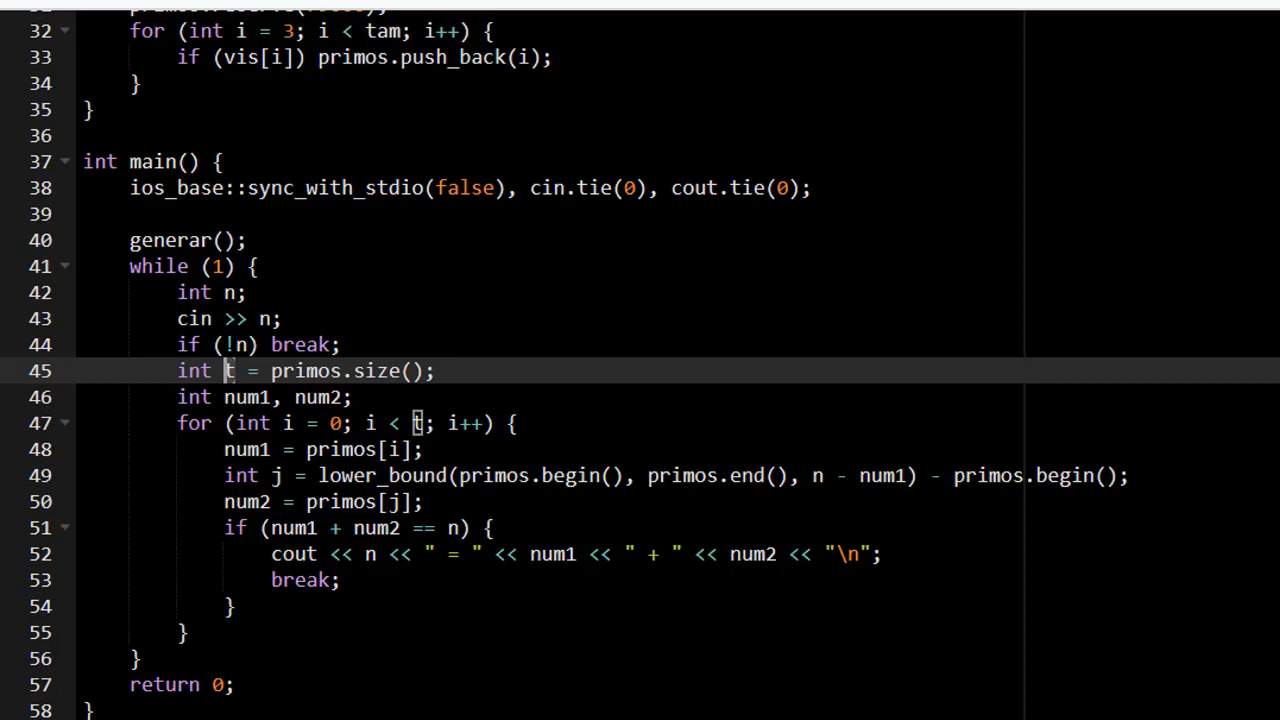 32 for (int i = 3; i < tam; i++) {
33 if (vis[i]) primos.push_back(i);
34 }
35 }
36
37 int main() {
38 ios_base::sync_with_stdio(false), cin.tie(0), cout.tie(0);
39
40 generar();
41 while (1) {
42 int n;
43 cin >> n;
44 if (!n) break;
45 int t = primos.size();
46 int num1, num2;
47 for (int i = 0; i < t; i++) {
48 num1 = primos[i];
49 int j = lower_bound(primos.begin(), primos.end(), n - num1) - primos.begin();
50 num2 = primos[j];
51 if (num1 + num2 == n) {
52 cout << n << " = " << num1 << " + " << num2 << "\n";
53 break;
54 }
55 }
56 }
57 return 0;
58 }